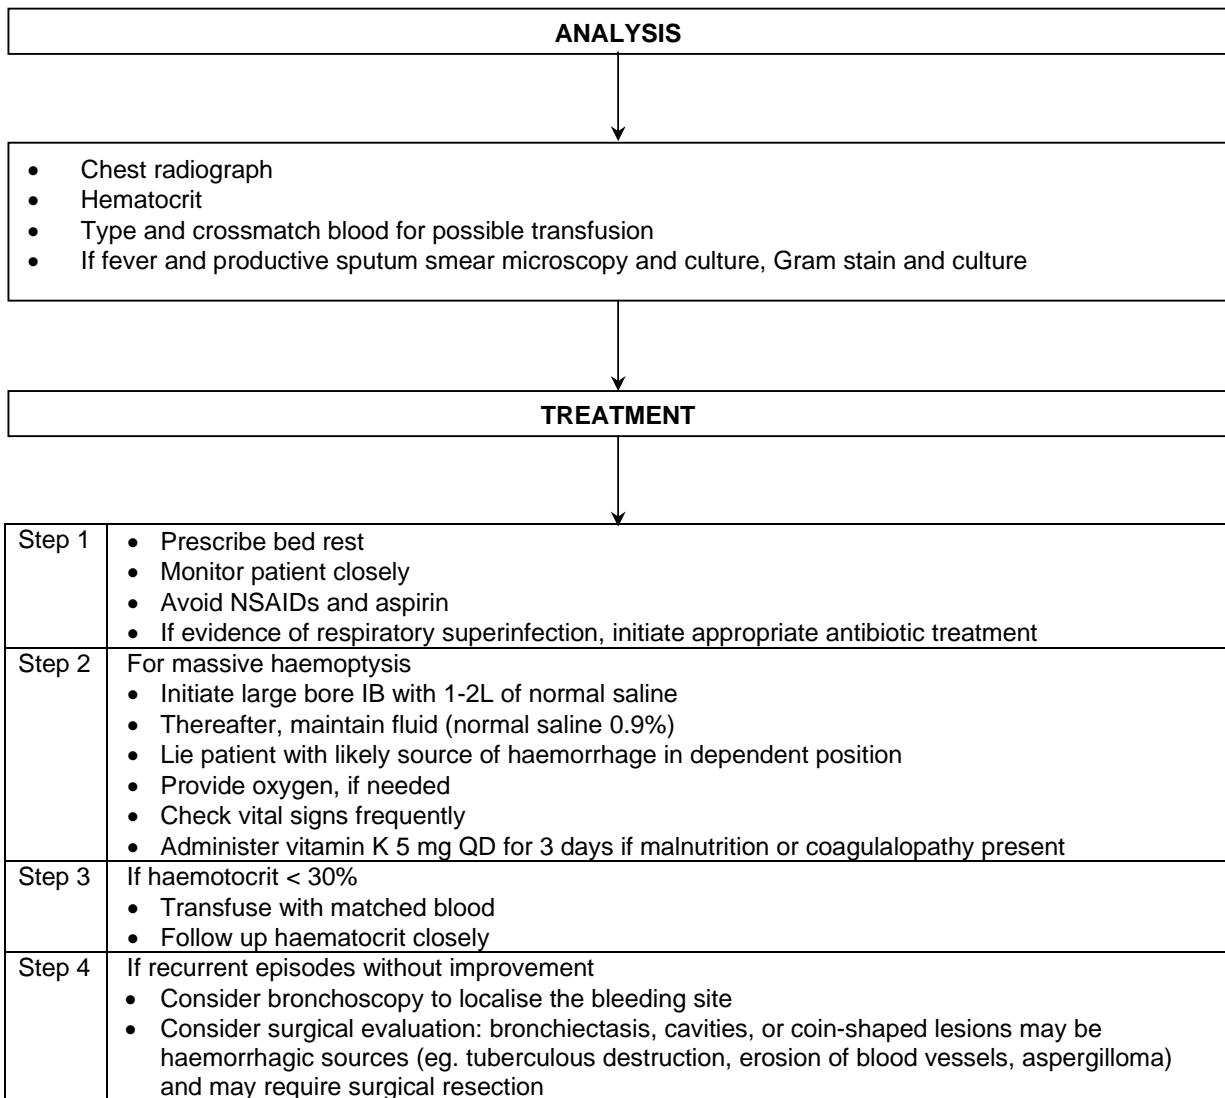 ANALYSIS
• Chest radiograph
• Hematocrit
• Type and crossmatch blood for possible transfusion
• If fever and productive sputum smear microscopy and culture, Gram stain and culture
TREATMENT
Step 1
• Prescribe bed rest
• Monitor patient closely
• Avoid NSAIDs and aspirin
• If evidence of respiratory superinfection, initiate appropriate antibiotic treatment
Step 2
For massive haemoptysis
• Initiate large bore IB with 1-2L of normal saline
• Thereafter, maintain fluid (normal saline 0.9%)
• Lie patient with likely source of haemorrhage in dependent position
• Provide oxygen, if needed
• Check vital signs frequently
• Administer vitamin K 5 mg QD for 3 days if malnutrition or coagulalopathy present
Step 3
If haemotocrit < 30%
• Transfuse with matched blood
• Follow up haematocrit closely
Step 4
If recurrent episodes without improvement
• Consider bronchoscopy to localise the bleeding site
• Consider surgical evaluation: bronchiectasis, cavities, or coin-shaped lesions may be
haemorrhagic sources (eg. tuberculous destruction, erosion of blood vessels, aspergilloma)
and may require surgical resection